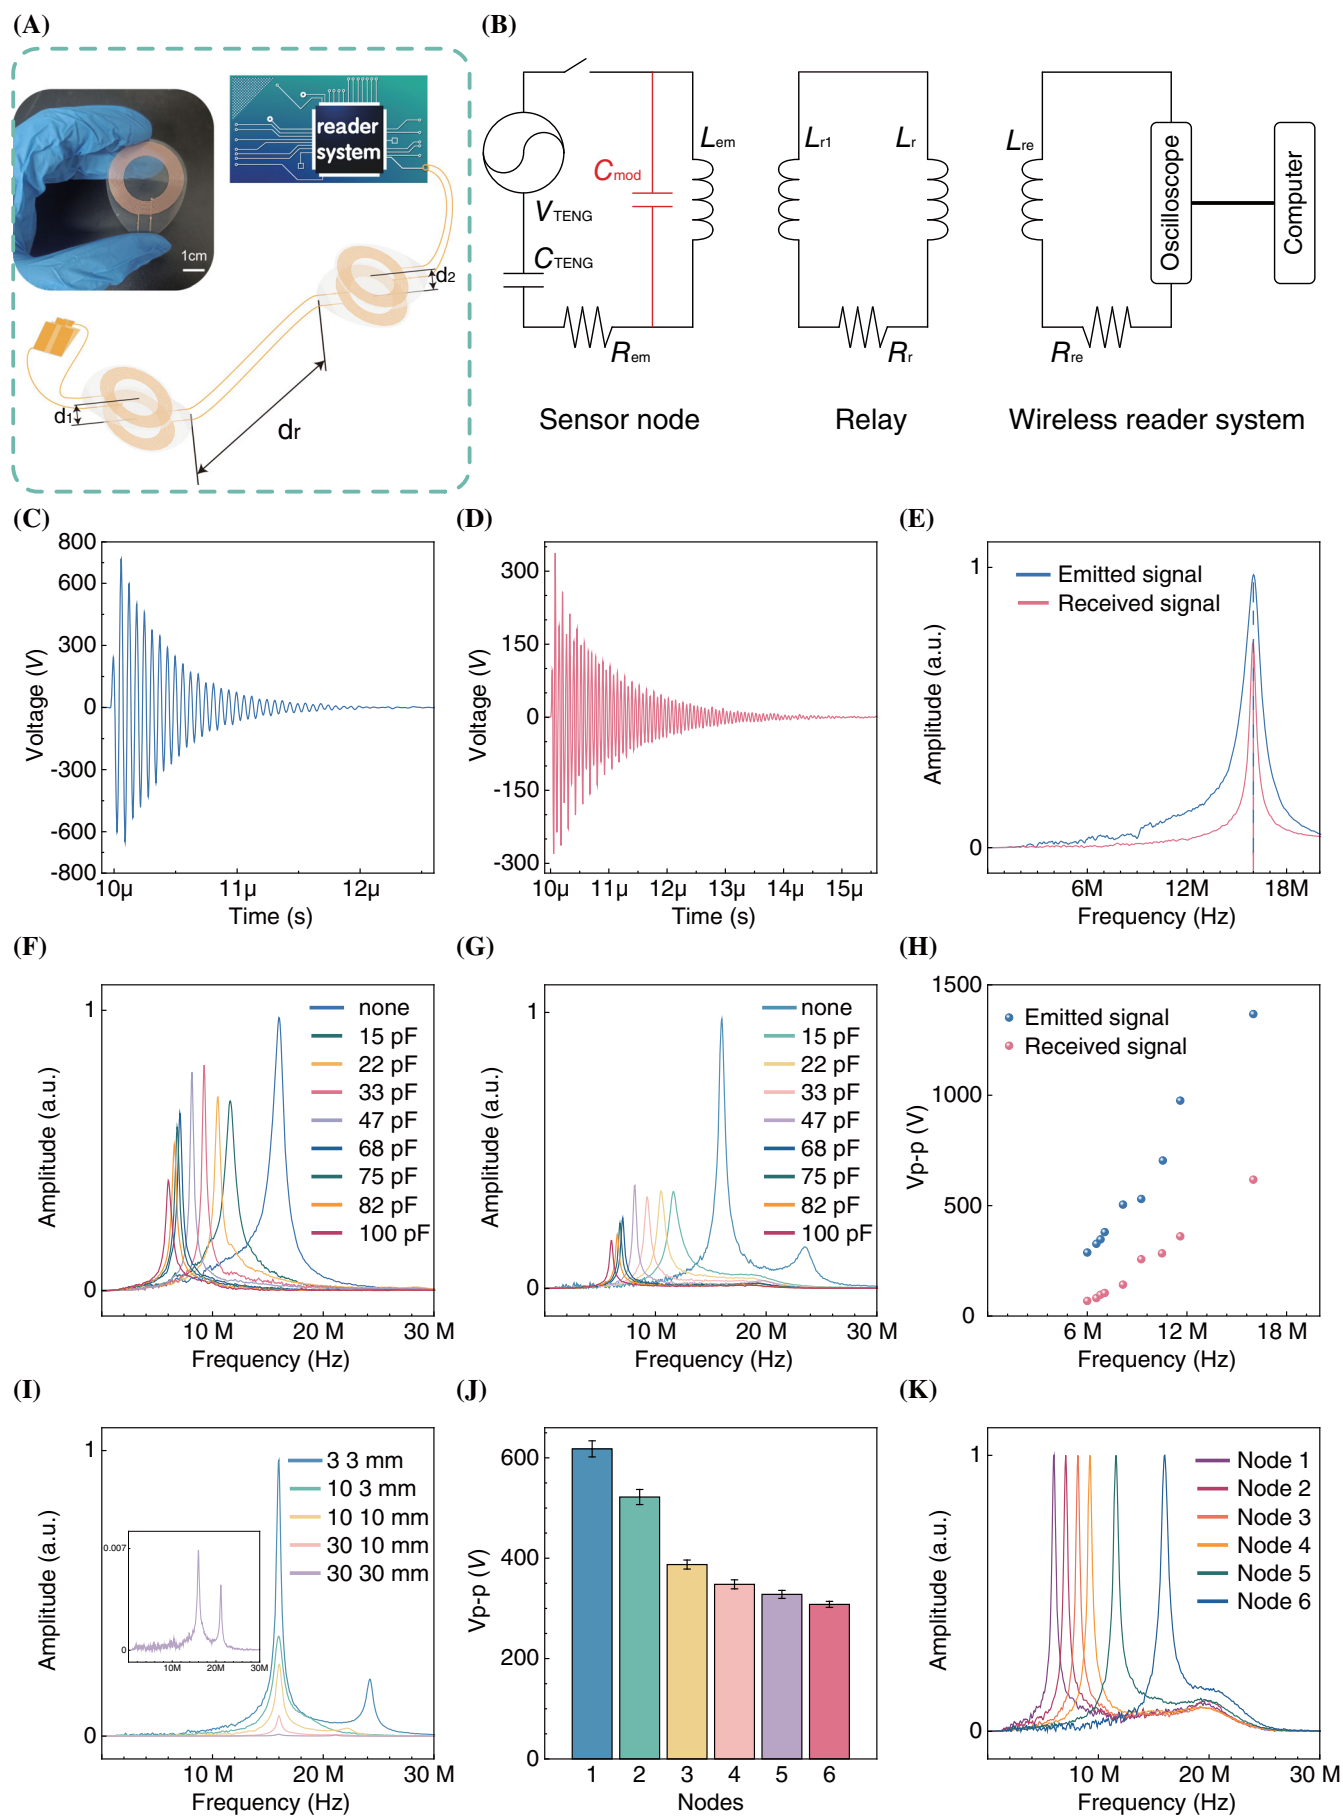 (A)
reader
system
1cm
d2
d1
dr
(B)
Lem
Cmod
VTENG
CTENG
Rem
Sensor node
Lr1
Lr
Rr
Relay
Lre
Oscilloscope
Computer
Rre
Wireless reader system
(C)
800
600
300
0
-300
-600
-800
Voltage (V)
10μ 11μ 12μ
Time (s)
(D)
300
150
0
-150
-300
Voltage (V)
10μ 11μ 12μ 13μ 14μ 15μ
Time (s)
(E)
1
0
Amplitude (a.u.)
Emitted signal
Received signal
6M 12M 18M
Frequency (Hz)
(F)
1
0
Amplitude (a.u.)
none
15 pF
22 pF
33 pF
47 pF
68 pF
75 pF
82 pF
100 pF
10 M 20 M 30 M
Frequency (Hz)
(G)
1
0
Amplitude (a.u.)
none
15 pF
22 pF
33 pF
47 pF
68 pF
75 pF
82 pF
100 pF
10 M 20 M 30 M
Frequency (Hz)
(H)
1500
1000
500
0
Vp-p (V)
Emitted signal
Received signal
6 M 12 M 18 M
Frequency (Hz)
(I)
1
0
Amplitude (a.u.)
3 3 mm
10 3 mm
10 10 mm
30 10 mm
30 30 mm
0.007
0
10M 20M 30M
10 M 20 M 30 M
Frequency (Hz)
(J)
600
400
200
0
Vp-p (V)
1 2 3 4 5 6
Nodes
(K)
1
0
Amplitude (a.u.)
Node 1
Node 2
Node 3
Node 4
Node 5
Node 6
10 M 20 M 30 M
Frequency (Hz)